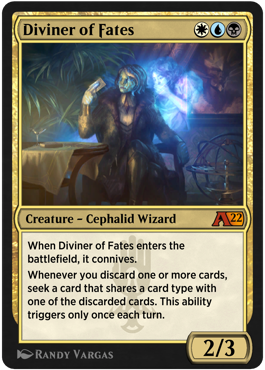 Diviner of Fates
Creature – Cephalid Wizard
A22
When Diviner of Fates enters the
battlefield, it connives.
Whenever you discard one or more cards,
seek a card that shares a card type with
one of the discarded cards. This ability
triggers only once each turn.
2/3
Randy Vargas